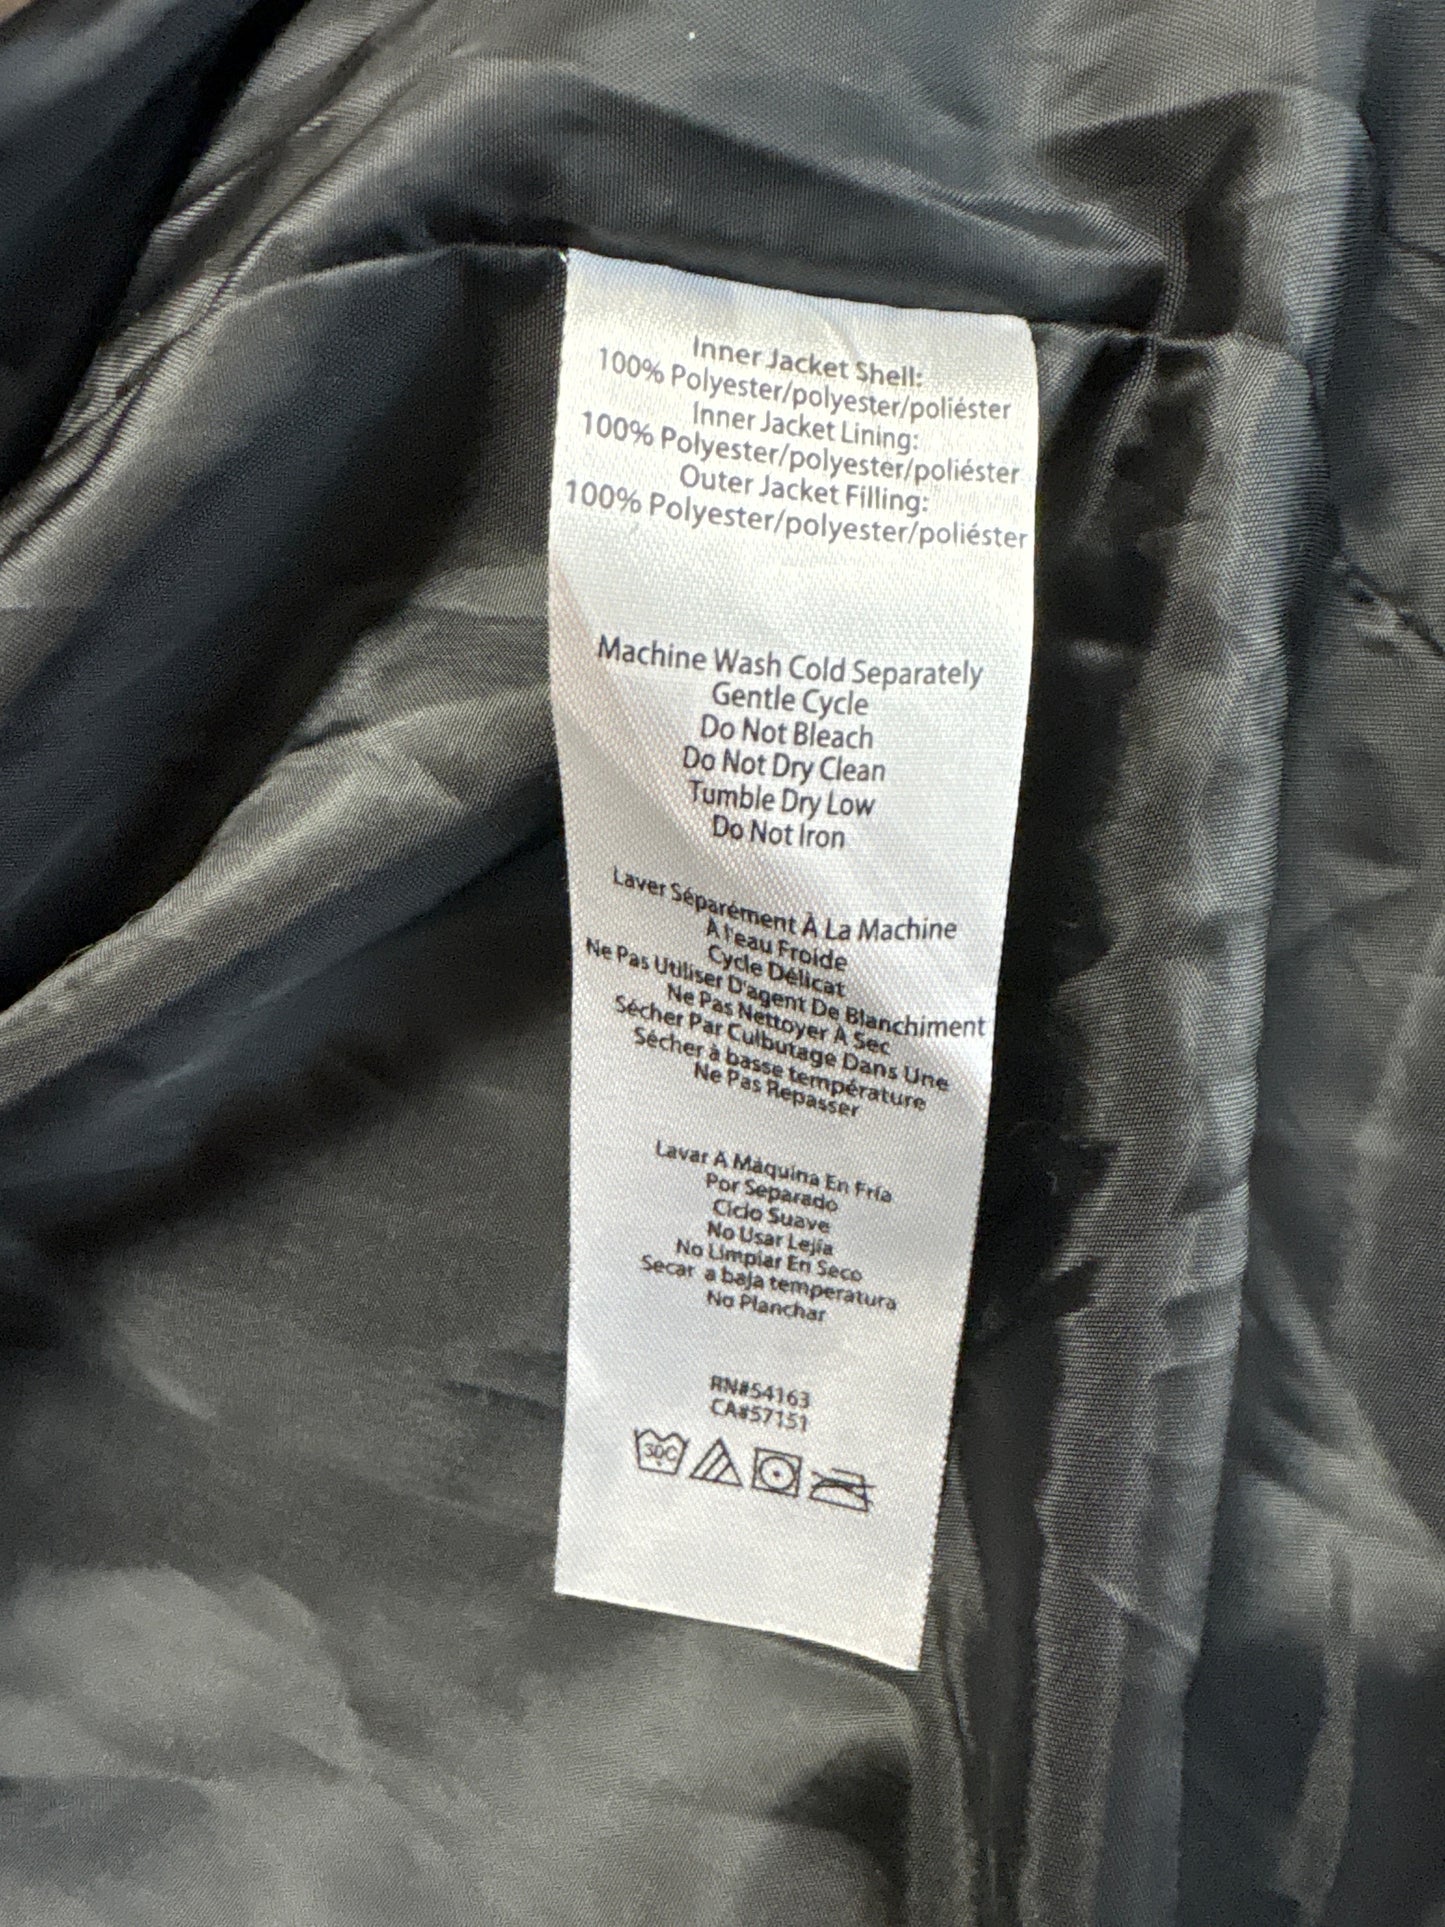 Inner Jacket Shell:
100% Polyester/polyester/poliéster
Inner Jacket Lining:
100% Polyester/polyester/poliéster
Outer Jacket Filling:
100% Polyester/polyester/poliéster
Machine Wash Cold Separately
Gentle Cycle
Do Not Bleach
Do Not Dry Clean
Tumble Dry Low
Do Not Iron
Laver Séparément À La Machine
À l'eau Froide
Cycle Délicat
Ne Pas Utiliser D'agent De Blanchiment
Ne Pas Nettoyer À Sec
Sécher Par Culbutage Dans Une
Sécher à basse température
Ne Pas Repasser
Lavar A Máquina En Fría
Por Separado
Ciclo Suave
No Usar Lejía
No Limpiar En Seco
Secar a baja temperatura
No Planchar
RN#54163
CA#57151
30C